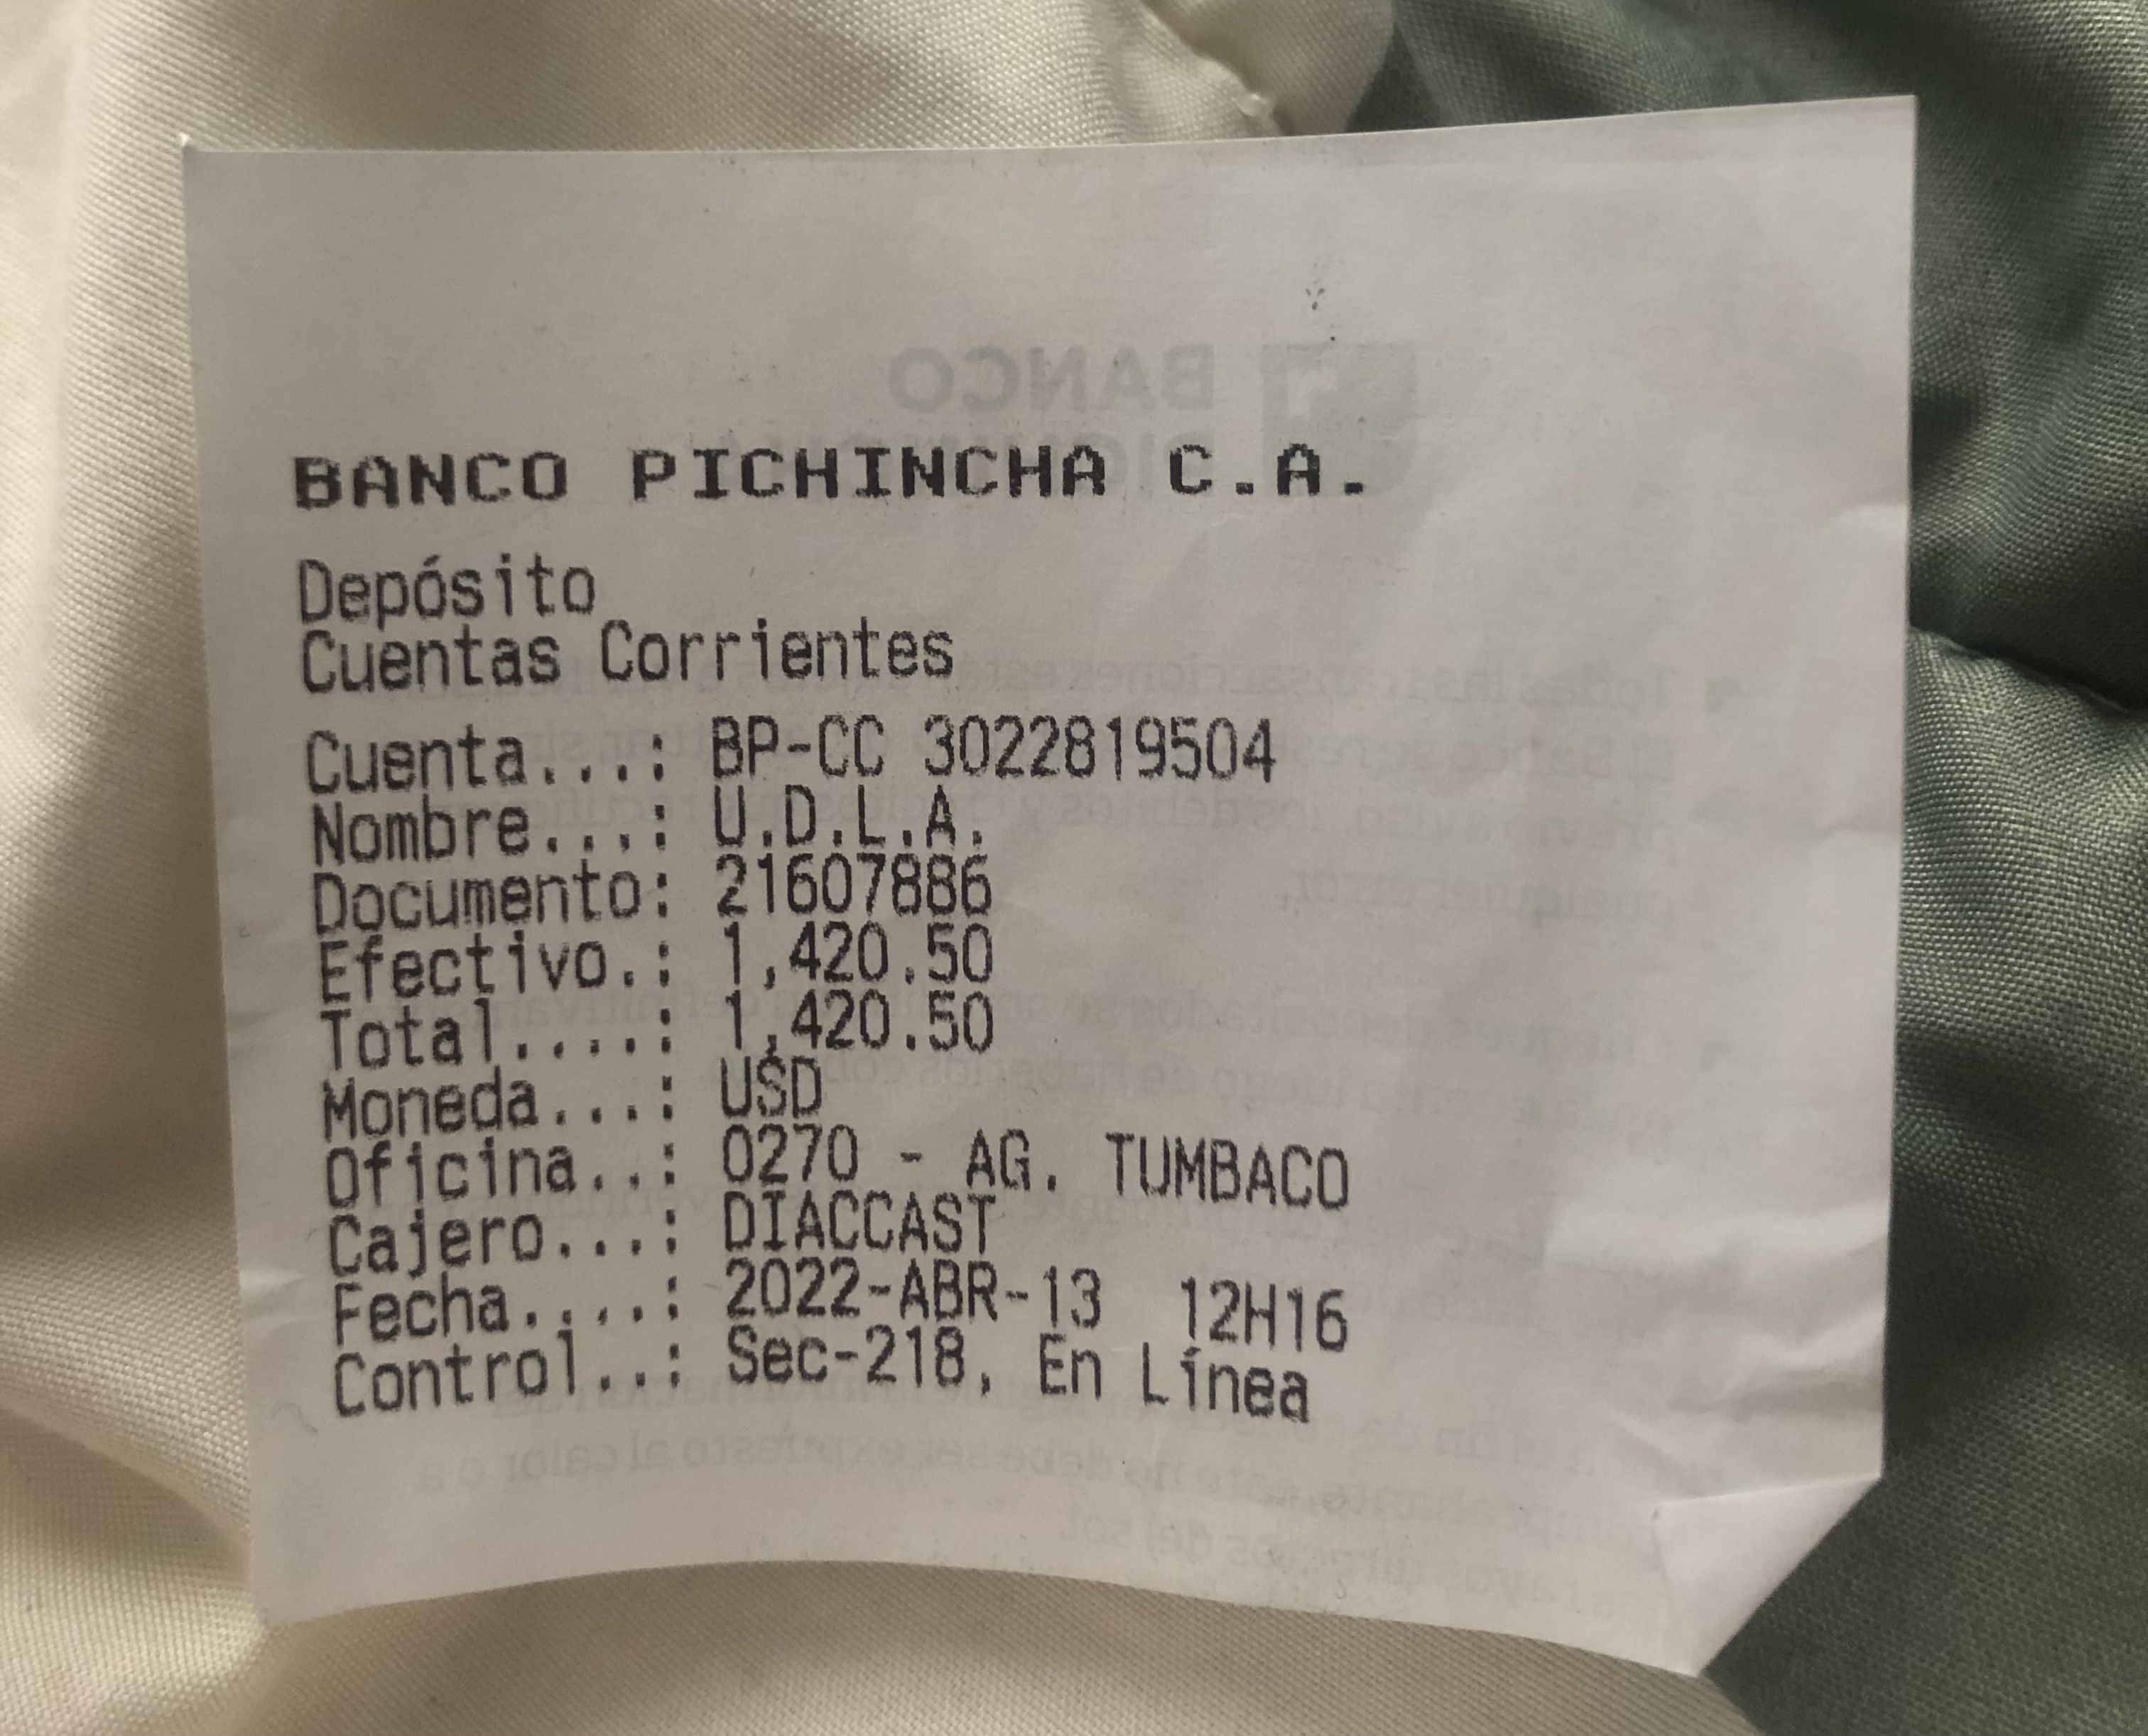 BANCO PICHINCHA C.A.
Depósito
Cuentas Corrientes
Cuenta...: BP-CC 3022819504
Nombre...: U.D.L.A.
Documento: 21607886
Efectivo.: 1,420.50
Total....: 1,420.50
Moneda...: USD
Oficina..: 0270 - AG. TUMBACO
Cajero...: DIACCAST
Fecha....: 2022-ABR-13 12H16
Control..: Sec-218, En Línea